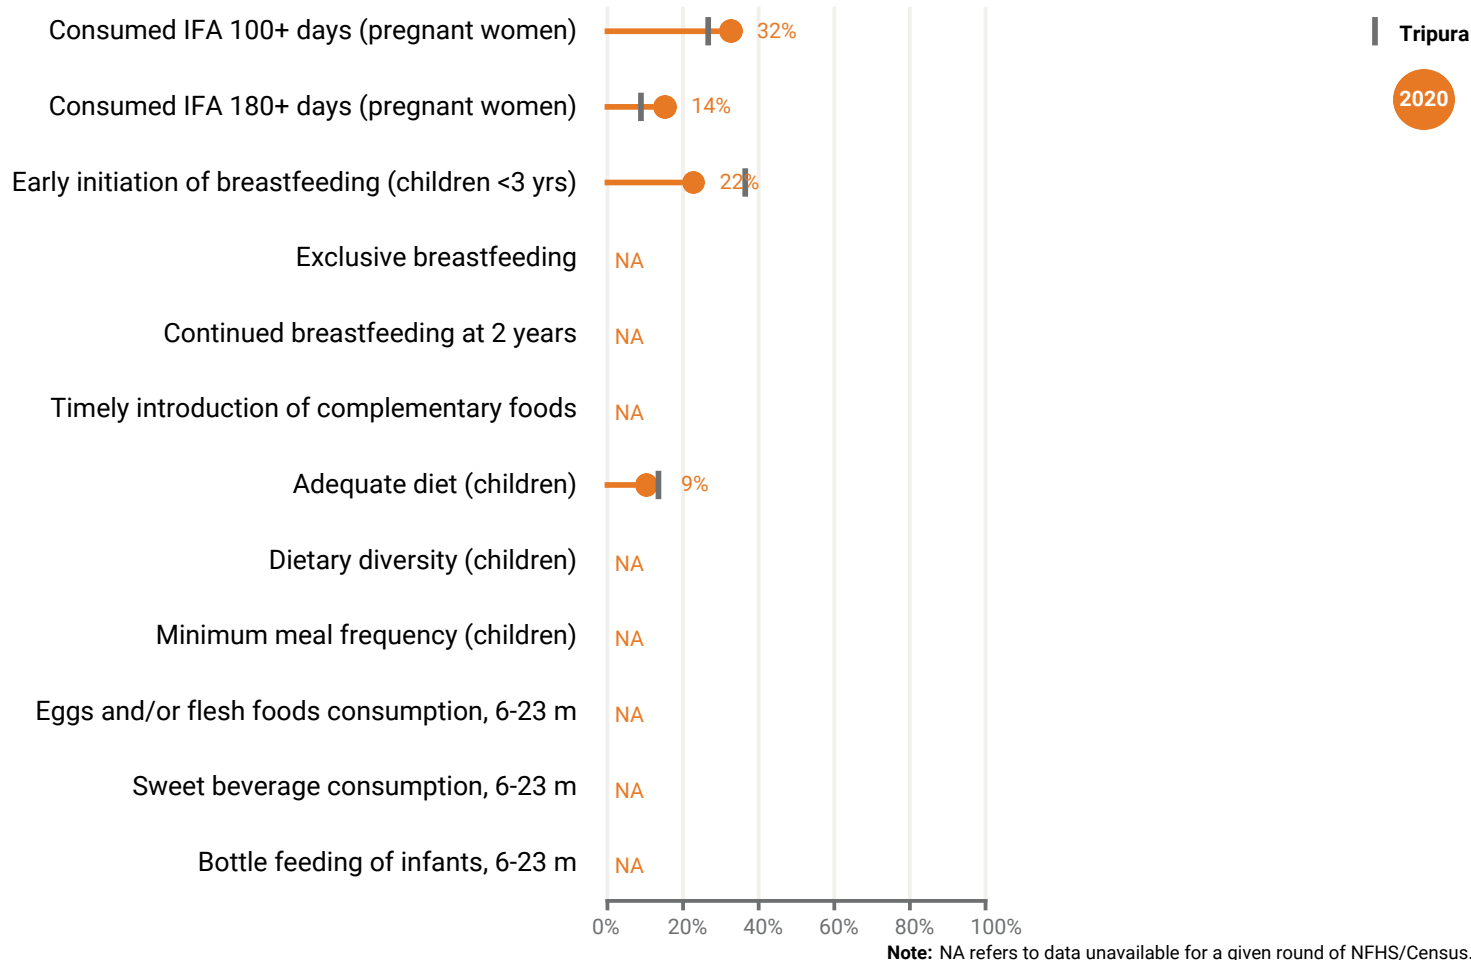 Consumed IFA 100+ days (pregnant women) 32%
Tripura
2020
Consumed IFA 180+ days (pregnant women) 14%
Early initiation of breastfeeding (children <3 yrs) 22%
Exclusive breastfeeding NA
Continued breastfeeding at 2 years NA
Timely introduction of complementary foods NA
Adequate diet (children) 9%
Dietary diversity (children) NA
Minimum meal frequency (children) NA
Eggs and/or flesh foods consumption, 6-23 m NA
Sweet beverage consumption, 6-23 m NA
Bottle feeding of infants, 6-23 m NA
0% 20% 40% 60% 80% 100%
Note: NA refers to data unavailable for a given round of NFHS/Census.